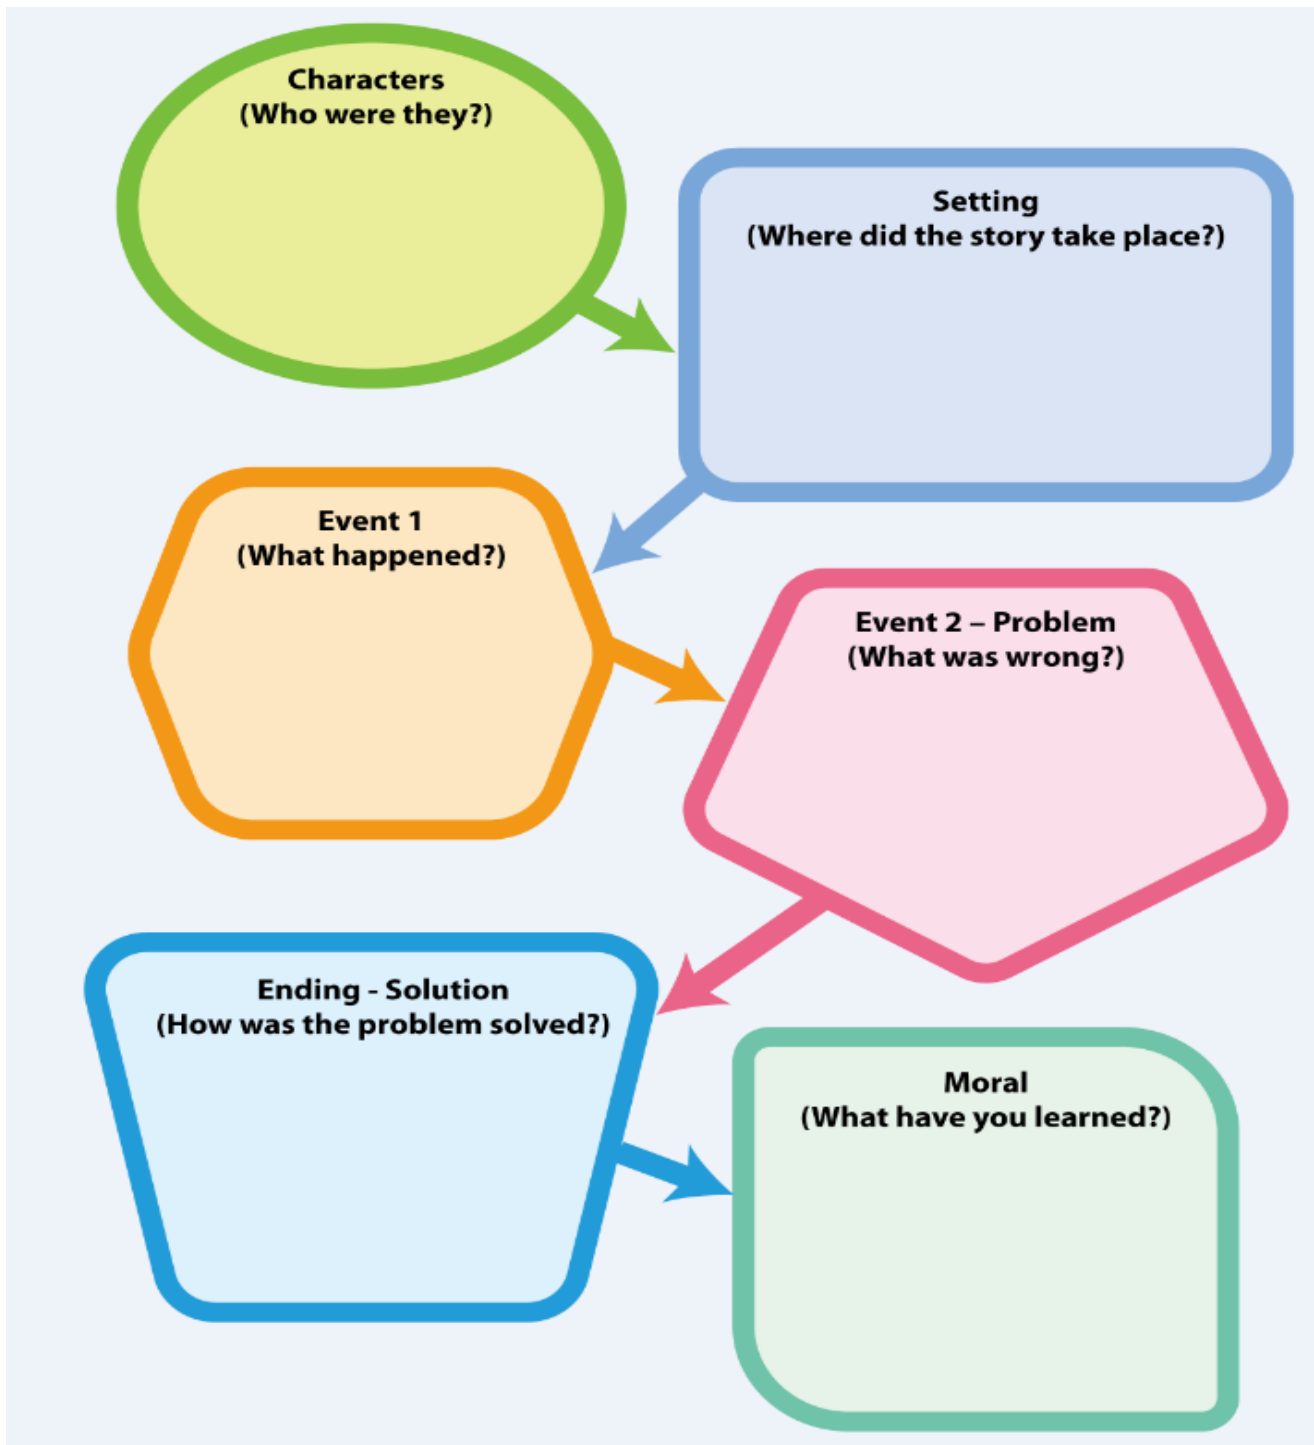 Characters
(Who were they?)
Setting
(Where did the story take place?)
Event 1
(What happened?)
Event 2 – Problem
(What was wrong?)
Ending - Solution
(How was the problem solved?)
Moral
(What have you learned?)